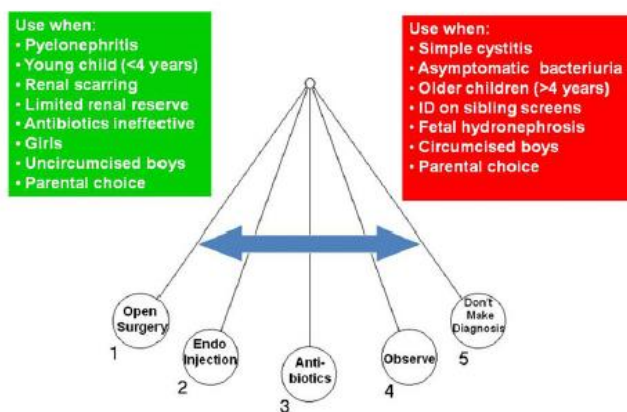 Use when:
• Pyelonephritis
• Young child (<4 years)
• Renal scarring
• Limited renal reserve
• Antibiotics ineffective
• Girls
• Uncircumcised boys
• Parental choice
Use when:
• Simple cystitis
• Asymptomatic bacteriuria
• Older children (>4 years)
• ID on sibling screens
• Fetal hydronephrosis
• Circumcised boys
• Parental choice
Open
Surgery
1
Endo
Injection
2
Anti-
biotics
3
Observe
4
Don't
Make
Diagnosis
5